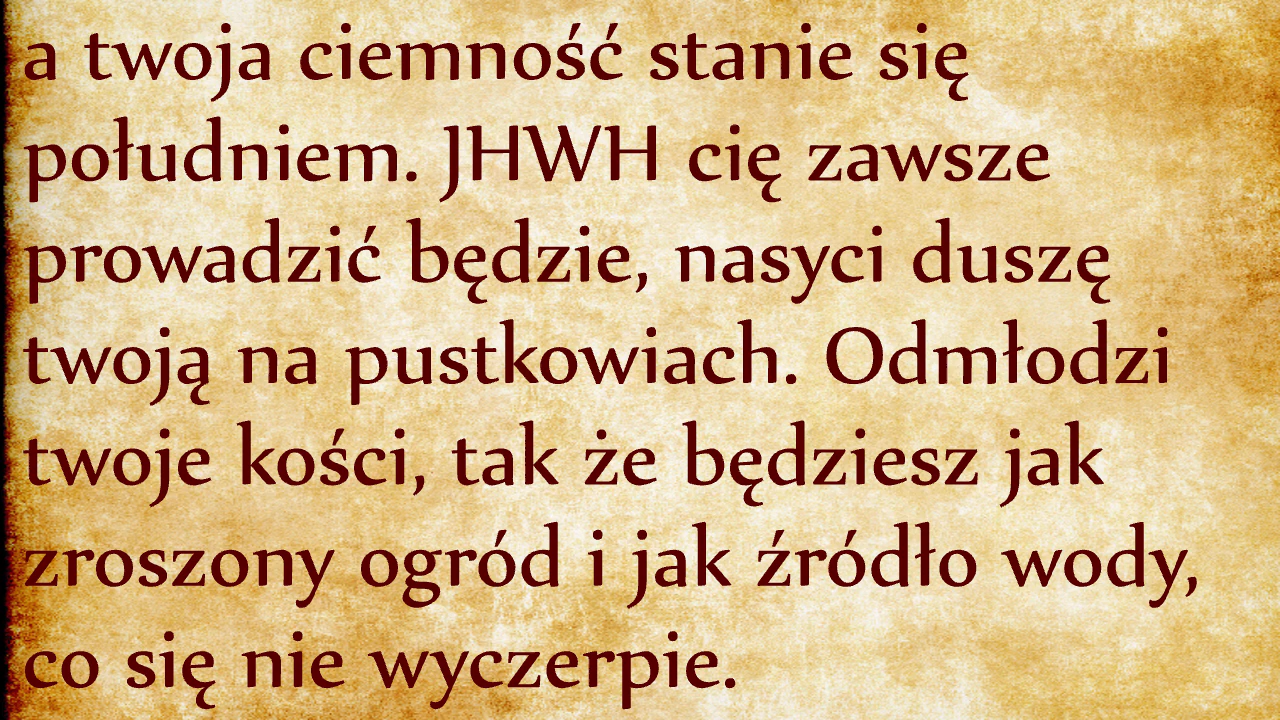 a twoja ciemność stanie się
południem. JHWH cię zawsze
prowadzić będzie, nasyci duszę
twoją na pustkowiach. Odmłodzi
twoje kości, tak że będziesz jak
zroszony ogród i jak źródło wody,
co się nie wyczerpie.